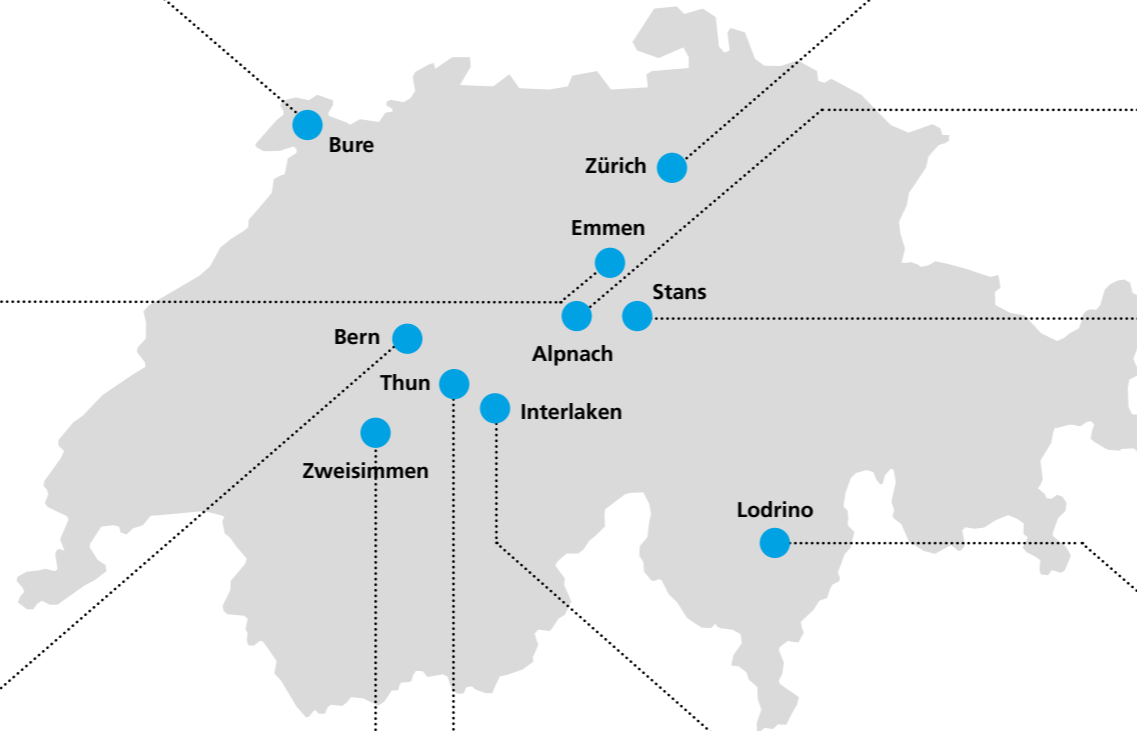 Bure
Zürich
Emmen
Stans
Bern
Alpnach
Thun
Interlaken
Zweisimmen
Lodrino